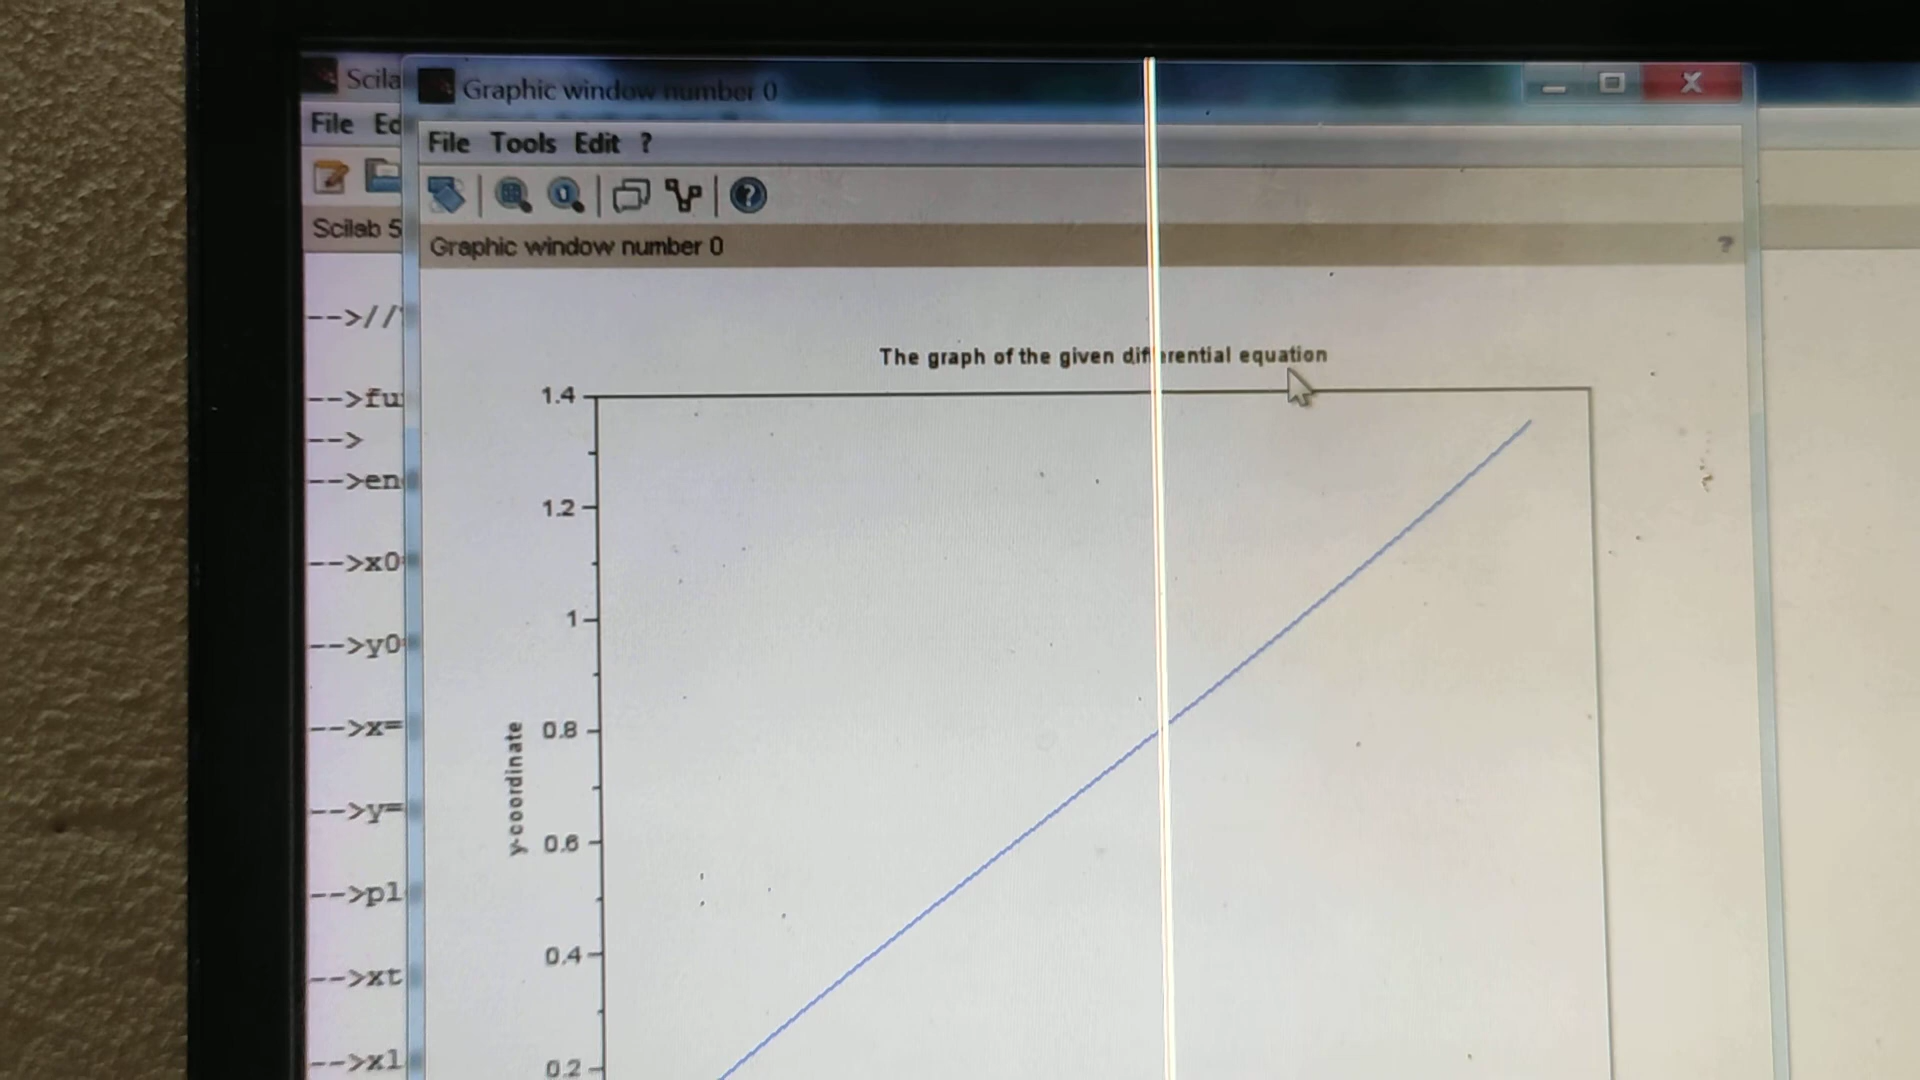 Scila
Graphic window number 0
File Ed
File Tools Edit ?
Scilab 5
Graphic window number 0
?
-->//
-->fu
-->
-->en
-->x0
-->y0
-->x=
-->y=
-->pl
-->xt
-->xl
The graph of the given differential equation
1.4
1.2
1
0.8
0.6
0.4
0.2
y-coordinate